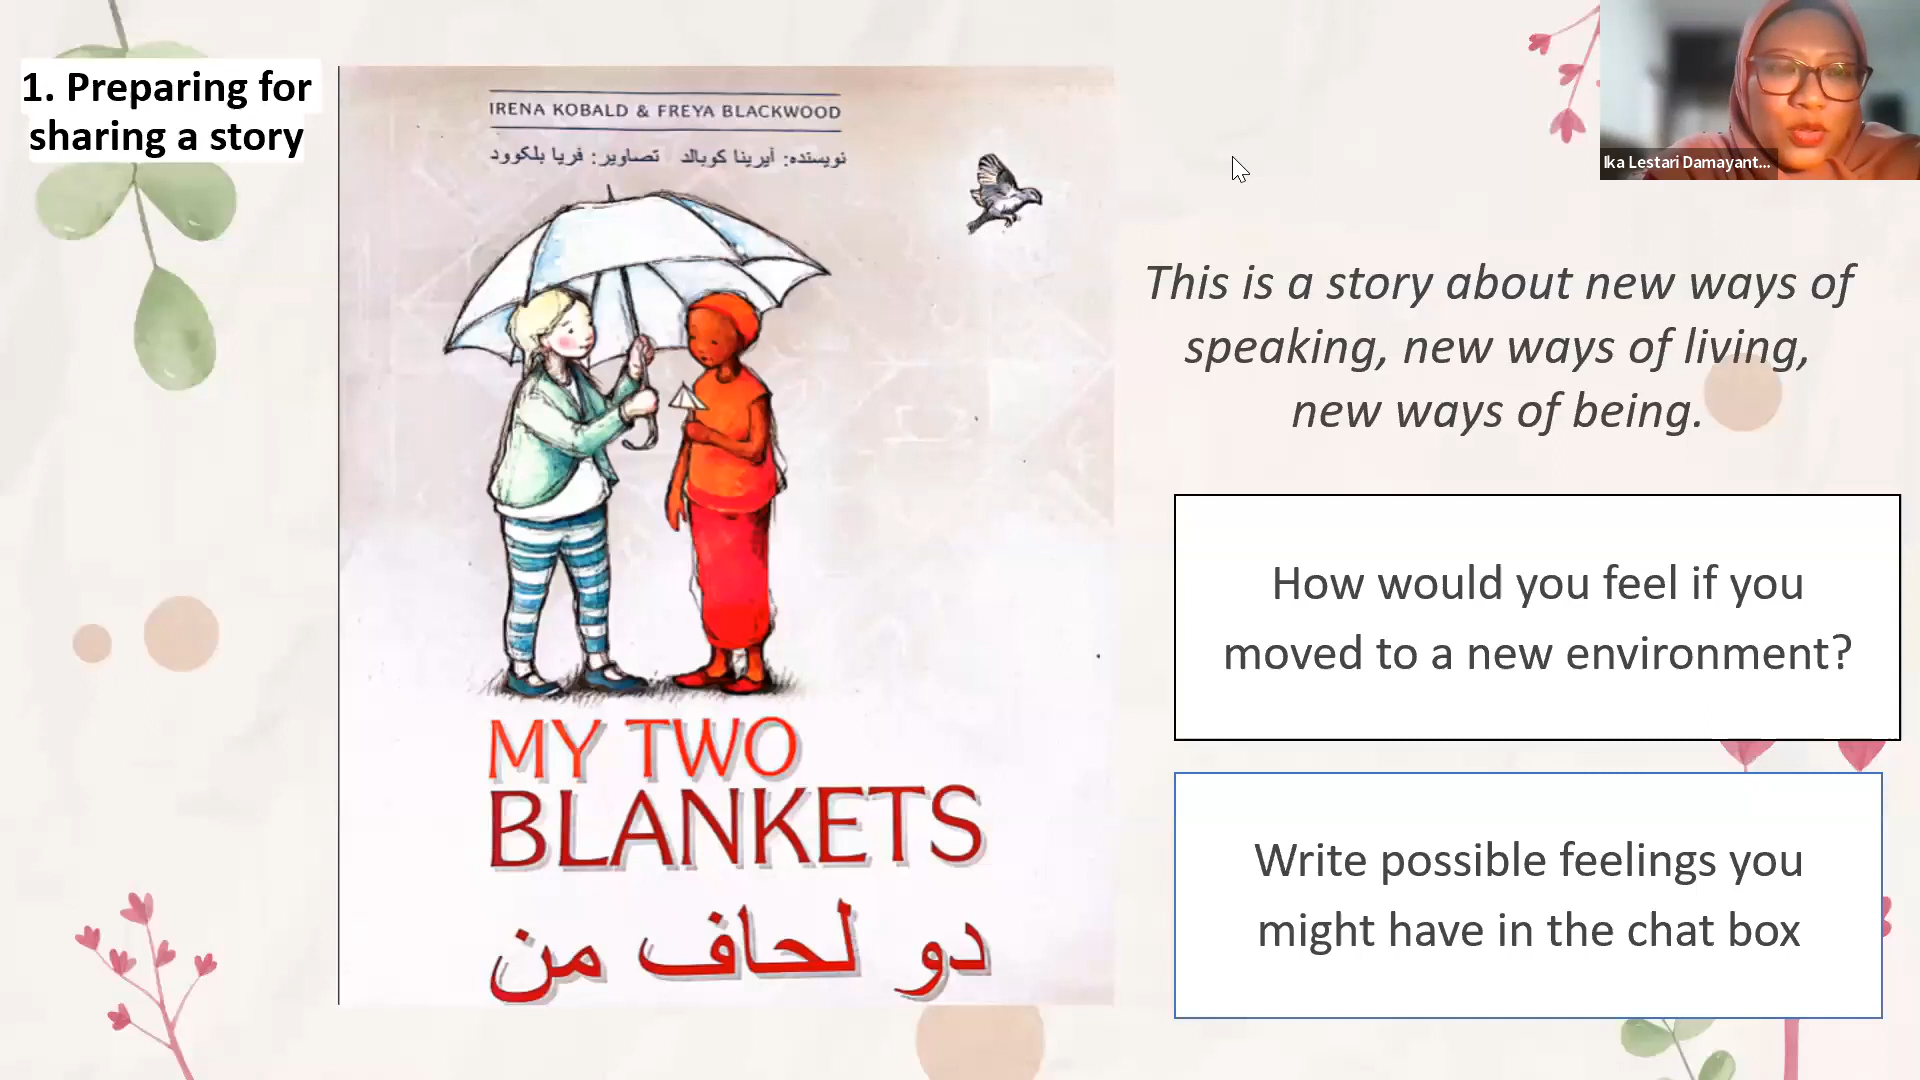 1. Preparing for
sharing a story
IRENA KOBALD & FREYA BLACKWOOD
نویسنده: آیرینا کوبالد تصاویر: فریا بلکوود
MY TWO
BLANKETS
دو لحاف من
Ika Lestari Damayant...
This is a story about new ways of
speaking, new ways of living,
new ways of being.
How would you feel if you
moved to a new environment?
Write possible feelings you
might have in the chat box